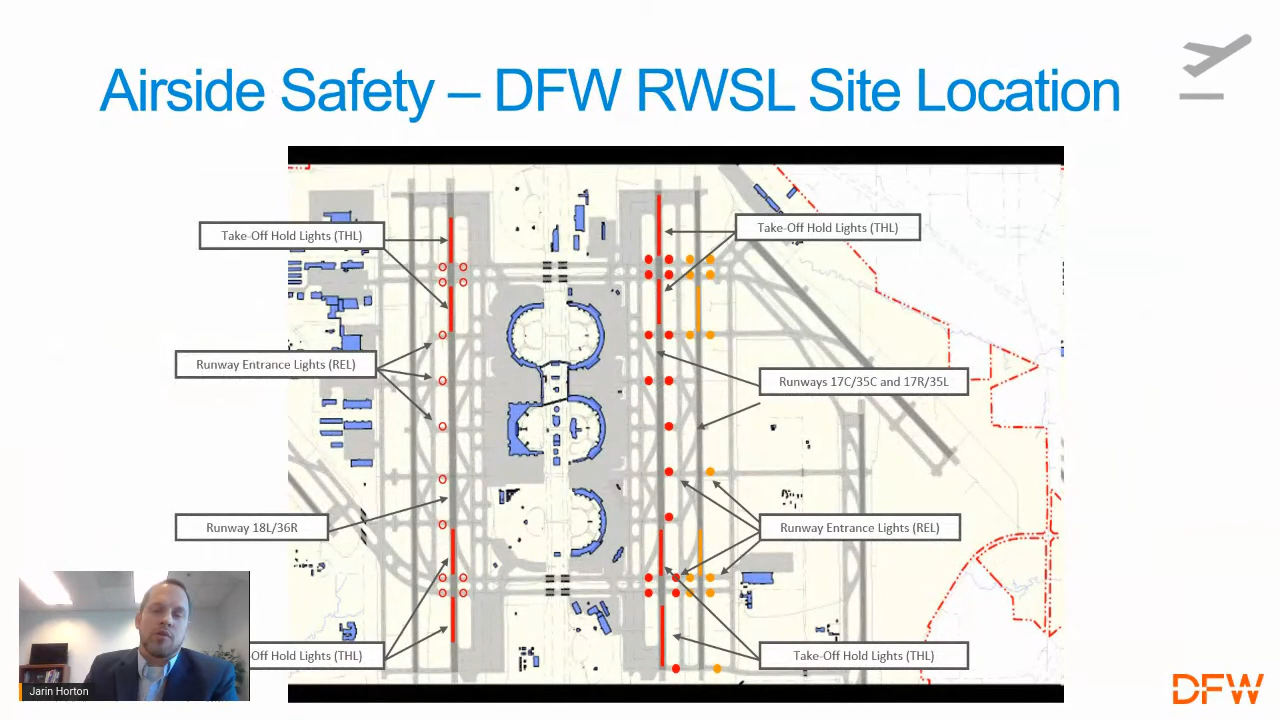 Airside Safety – DFW RWSL Site Location
Take-Off Hold Lights (THL)
Take-Off Hold Lights (THL)
Runway Entrance Lights (REL)
Runways 17C/35C and 17R/35L
Runway 18L/36R
Runway Entrance Lights (REL)
Off Hold Lights (THL)
Take-Off Hold Lights (THL)
Jarin Horton
DFW